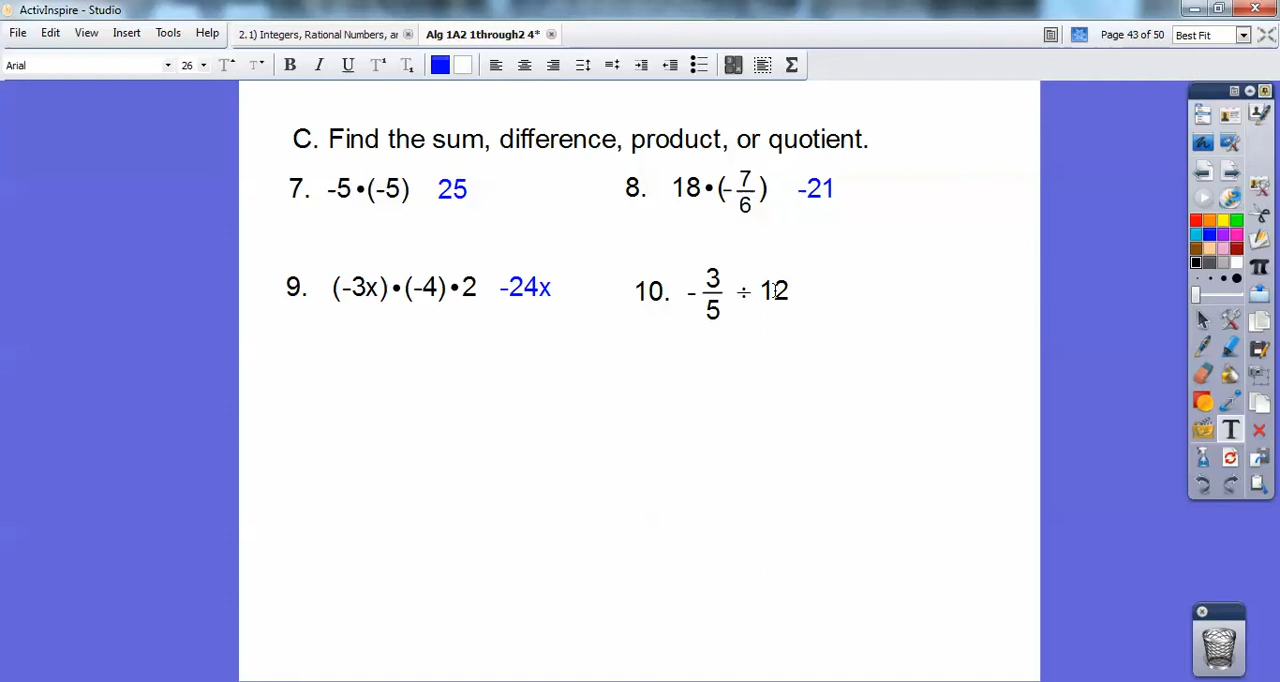 ActivInspire - Studio
File Edit View Insert Tools Help
2.1) Integers, Rational Numbers, ar
Alg 1A2 1through2 4*
Page 43 of 50
Best Fit
Arial
26
C. Find the sum, difference, product, or quotient.
7. -5•(-5) 25
8. 18•(-7/6) -21
9. (-3x)•(-4)•2 -24x
10. - 3/5 ÷ 12